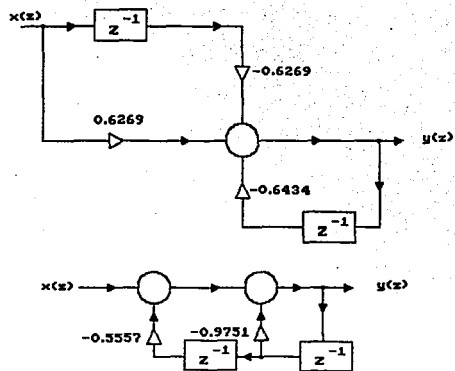 x(z)
z -1
-0.6269
0.6269
y(z)
-0.6434
z -1
x(z)
y(z)
-0.5557
-0.9751
z -1
z -1